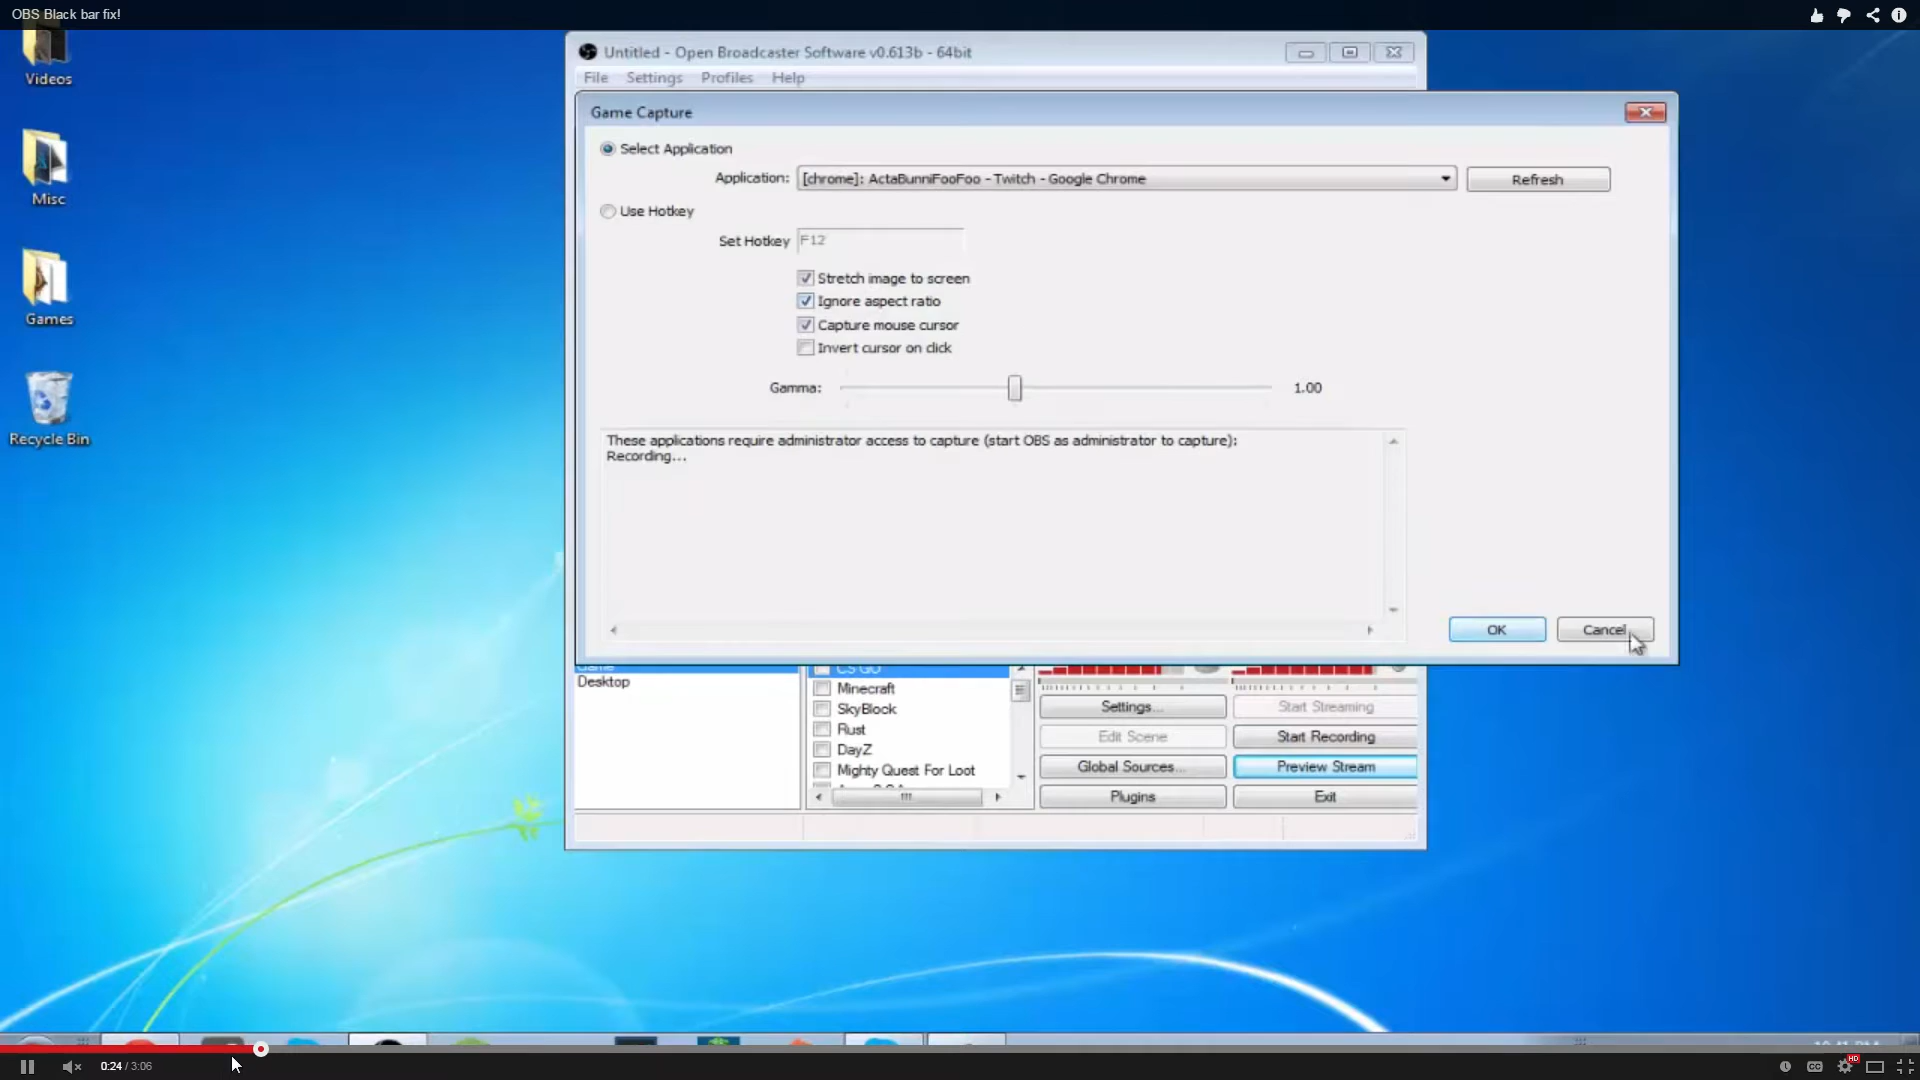 OBS Black bar fix!
Videos
Misc
Games
Recycle Bin
Untitled - Open Broadcaster Software v0.613b - 64bit
File Settings Profiles Help
Game Capture
Select Application
Application: [chrome]: ActaBunniFooFoo - Twitch - Google Chrome Refresh
Use Hotkey
Set Hotkey F12
Stretch image to screen
Ignore aspect ratio
Capture mouse cursor
Invert cursor on click
Gamma: 1.00
These applications require administrator access to capture (start OBS as administrator to capture):
Recording...
OK Cancel
Desktop
CS GO
Minecraft
SkyBlock
Rust
DayZ
Mighty Quest For Loot
Settings... Start Streaming
Edit Scene Start Recording
Global Sources... Preview Stream
Plugins Exit
0:24 / 3:06
CC
HD